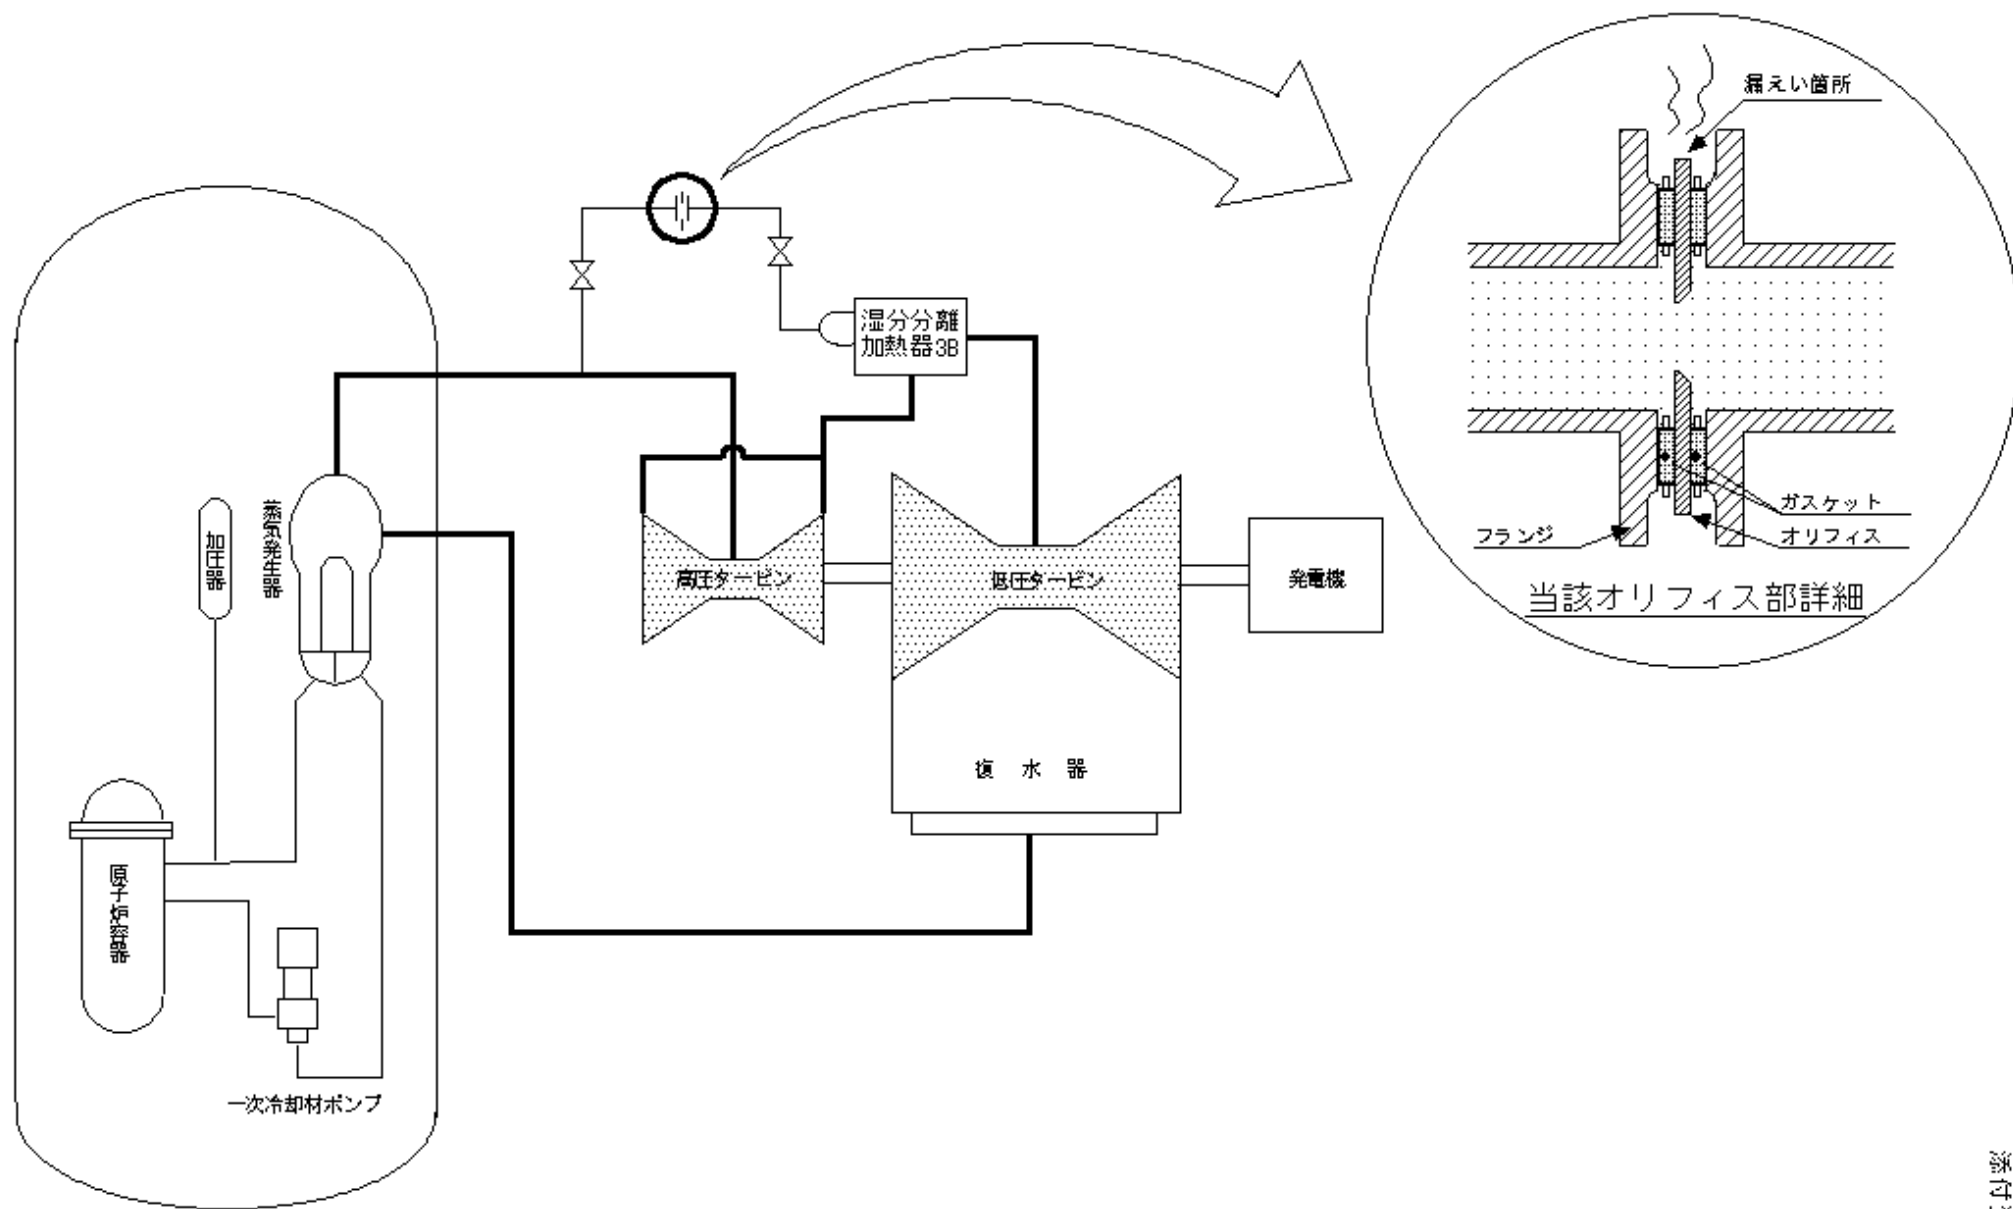 漏えい箇所
湿分分離
加熱器3B
ガスケット
フランジ
オリフィス
当該オリフィス部詳細
蒸気発生器
加圧器
高圧タービン
低圧タービン
発電機
復水器
原子炉容器
一次冷却材ポンプ
添付